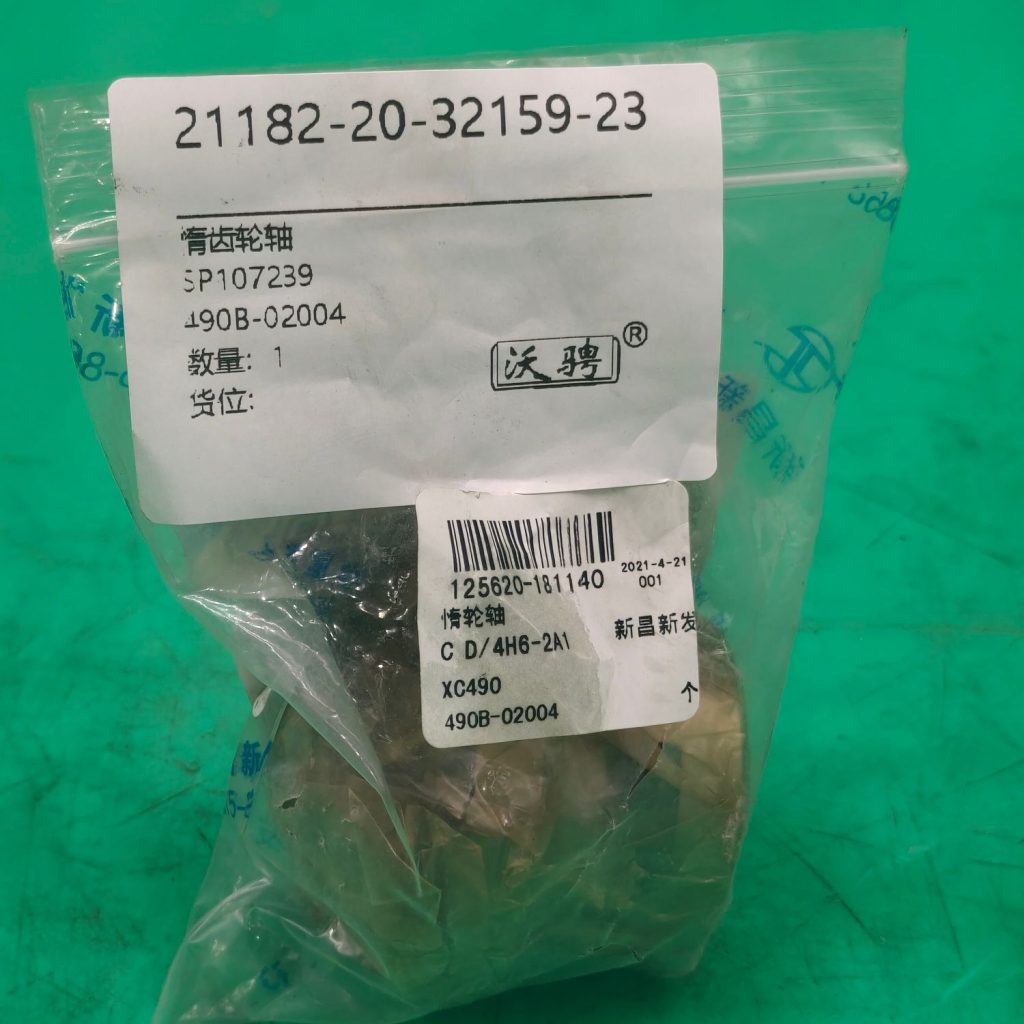 21182-20-32159-23
惰齿轮轴
SP107239
490B-02004
数量: 1
货位:
沃骋®
125620-181140
2021-4-21
001
惰轮轴
新昌新发
C D/4H6-2A1
XC490
个
490B-02004